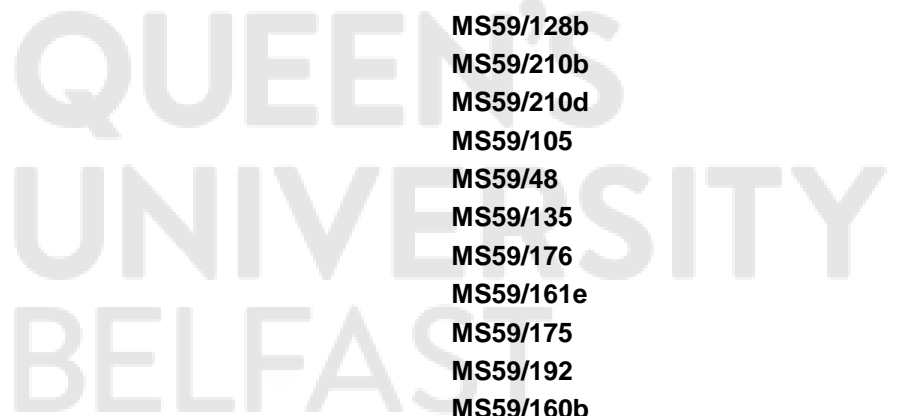 QUEEN'S
UNIVERSITY
BELFAST
MS59/128b
MS59/210b
MS59/210d
MS59/105
MS59/48
MS59/135
MS59/176
MS59/161e
MS59/175
MS59/192
MS59/160b